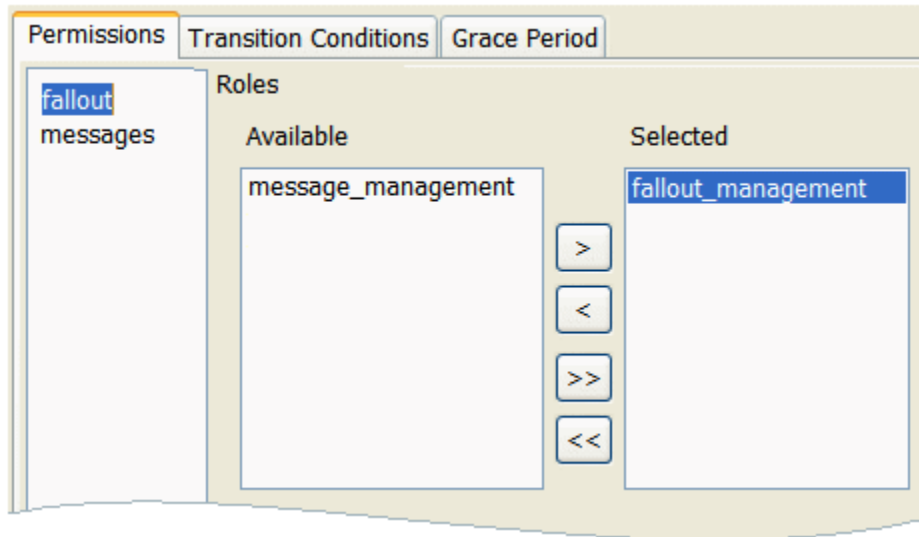 Permissions Transition Conditions Grace Period
fallout
messages
Roles
Available
message_management
>
<
>>
<<
Selected
fallout_management